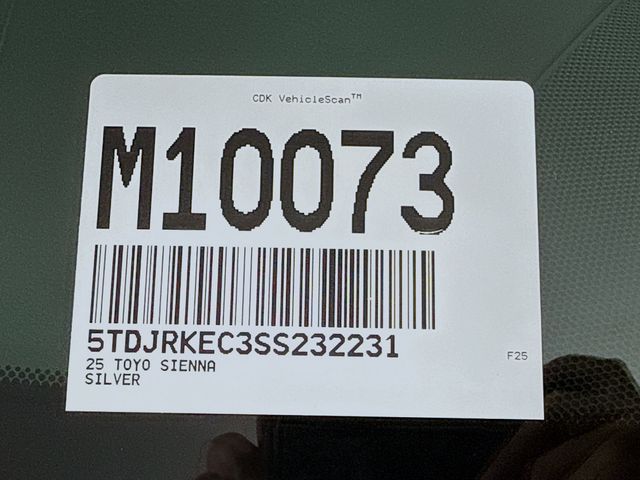 CDK VehicleScan™
M10073
5TDJRKEC3SS232231
25 TOYO SIENNA
SILVER
F25